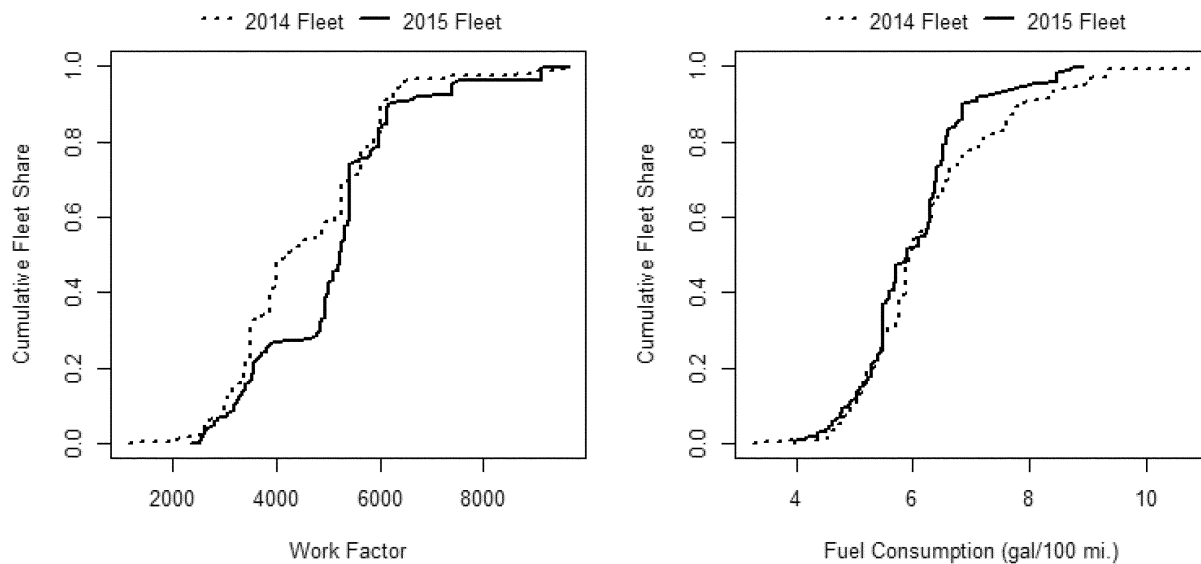 2014 Fleet 2015 Fleet
Cumulative Fleet Share
1.0
0.8
0.6
0.4
0.2
0.0
2000 4000 6000 8000
Work Factor
2014 Fleet 2015 Fleet
Cumulative Fleet Share
1.0
0.8
0.6
0.4
0.2
0.0
4 6 8 10
Fuel Consumption (gal/100 mi.)